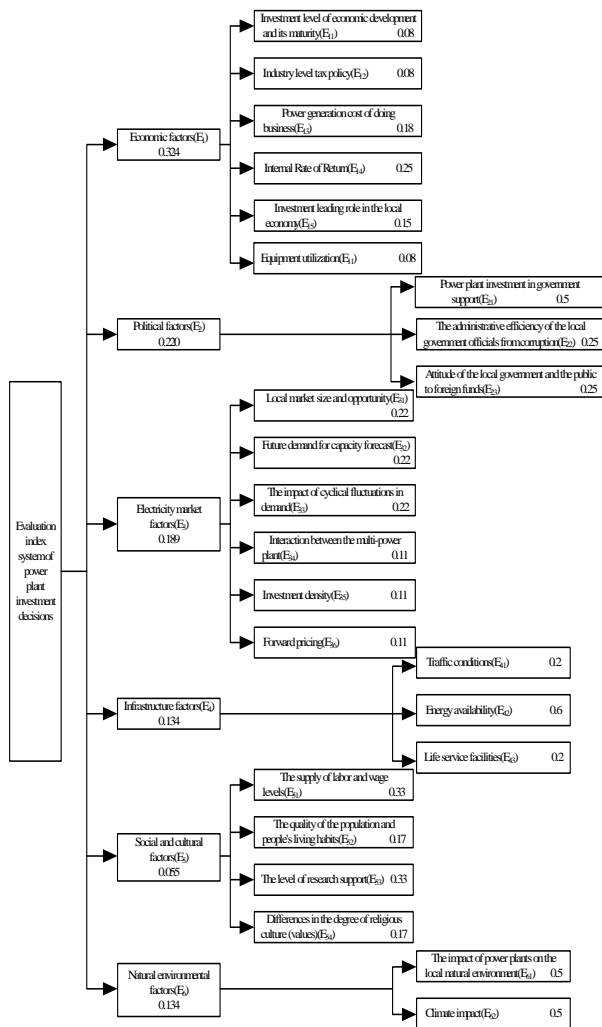 Evaluation
index
system of
power
plant
investment
decisions
Economic factors(E₁)
0.324
Investment level of economic development
and its maturity(E₁₁) 0.08
Industry level tax policy(E₁₂) 0.08
Power generation cost of doing
business(E₁₃) 0.18
Internal Rate of Return(E₁₄) 0.25
Investment leading role in the local
economy(E₁₅) 0.15
Equipment utilization(E₁₁) 0.08
Political factors(E₂)
0.220
Power plant investment in government
support(E₂₁) 0.5
The administrative efficiency of the local
government officials from corruption(E₂₂) 0.25
Attitude of the local government and the public
to foreign funds(E₂₃) 0.25
Electricity market
factors(E₃)
0.189
Local market size and opportunity(E₃₁)
0.22
Future demand for capacity forecast(E₃₂)
0.22
The impact of cyclical fluctuations in
demand(E₃₃) 0.22
Interaction between the multi-power
plant(E₃₄) 0.11
Investment density(E₃₅) 0.11
Forward pricing(E₃₆) 0.11
Infrastructure factors(E₄)
0.134
Traffic conditions(E₄₁) 0.2
Energy availability(E₄₂) 0.6
Life service facilities(E₄₃) 0.2
Social and cultural
factors(E₅)
0.055
The supply of labor and wage
levels(E₅₁) 0.33
The quality of the population and
people's living habits(E₅₂) 0.17
The level of research support(E₅₃) 0.33
Differences in the degree of religious
culture (values)(E₅₄) 0.17
Natural environmental
factors(E₆)
0.134
The impact of power plants on the
local natural environment(E₆₁) 0.5
Climate impact(E₆₂) 0.5